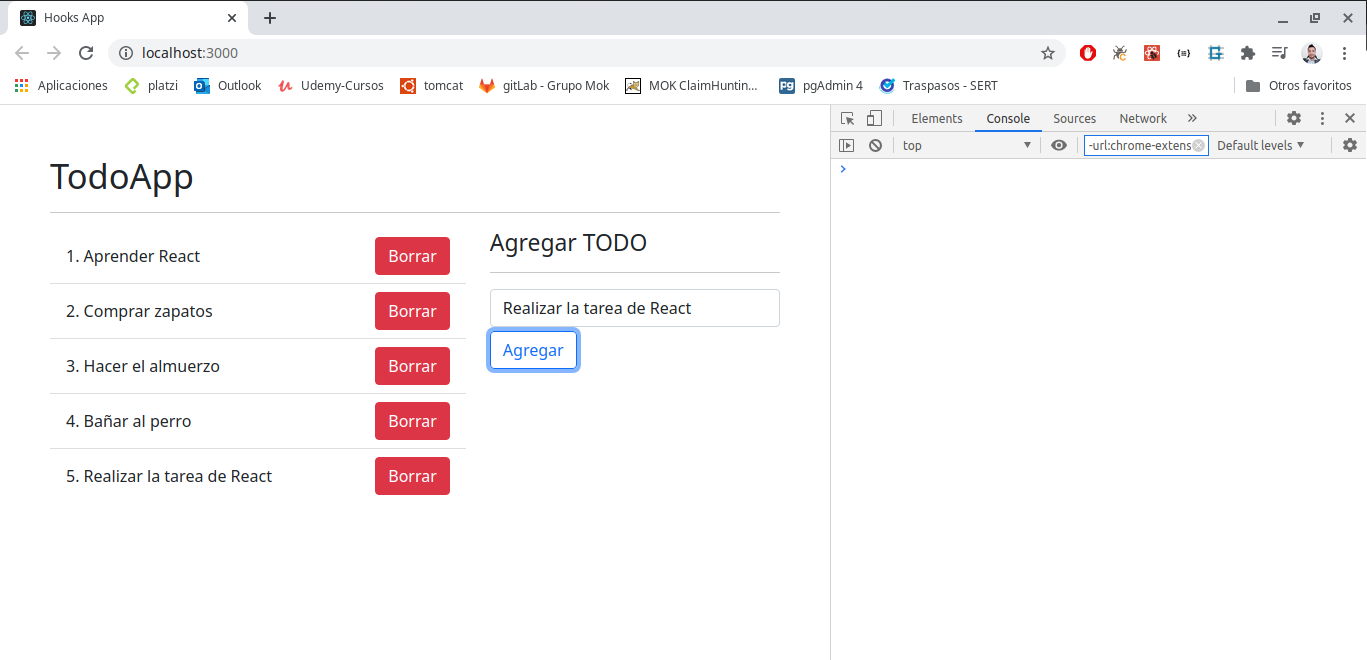 Hooks App
localhost:3000
Aplicaciones platzi Outlook Udemy-Cursos tomcat gitLab - Grupo Mok MOK ClaimHuntin... pgAdmin 4 Traspasos - SERT Otros favoritos
Elements Console Sources Network »
top -url:chrome-extens Default levels
TodoApp
1. Aprender React Borrar
2. Comprar zapatos Borrar
3. Hacer el almuerzo Borrar
4. Bañar al perro Borrar
5. Realizar la tarea de React Borrar
Agregar TODO
Realizar la tarea de React
Agregar